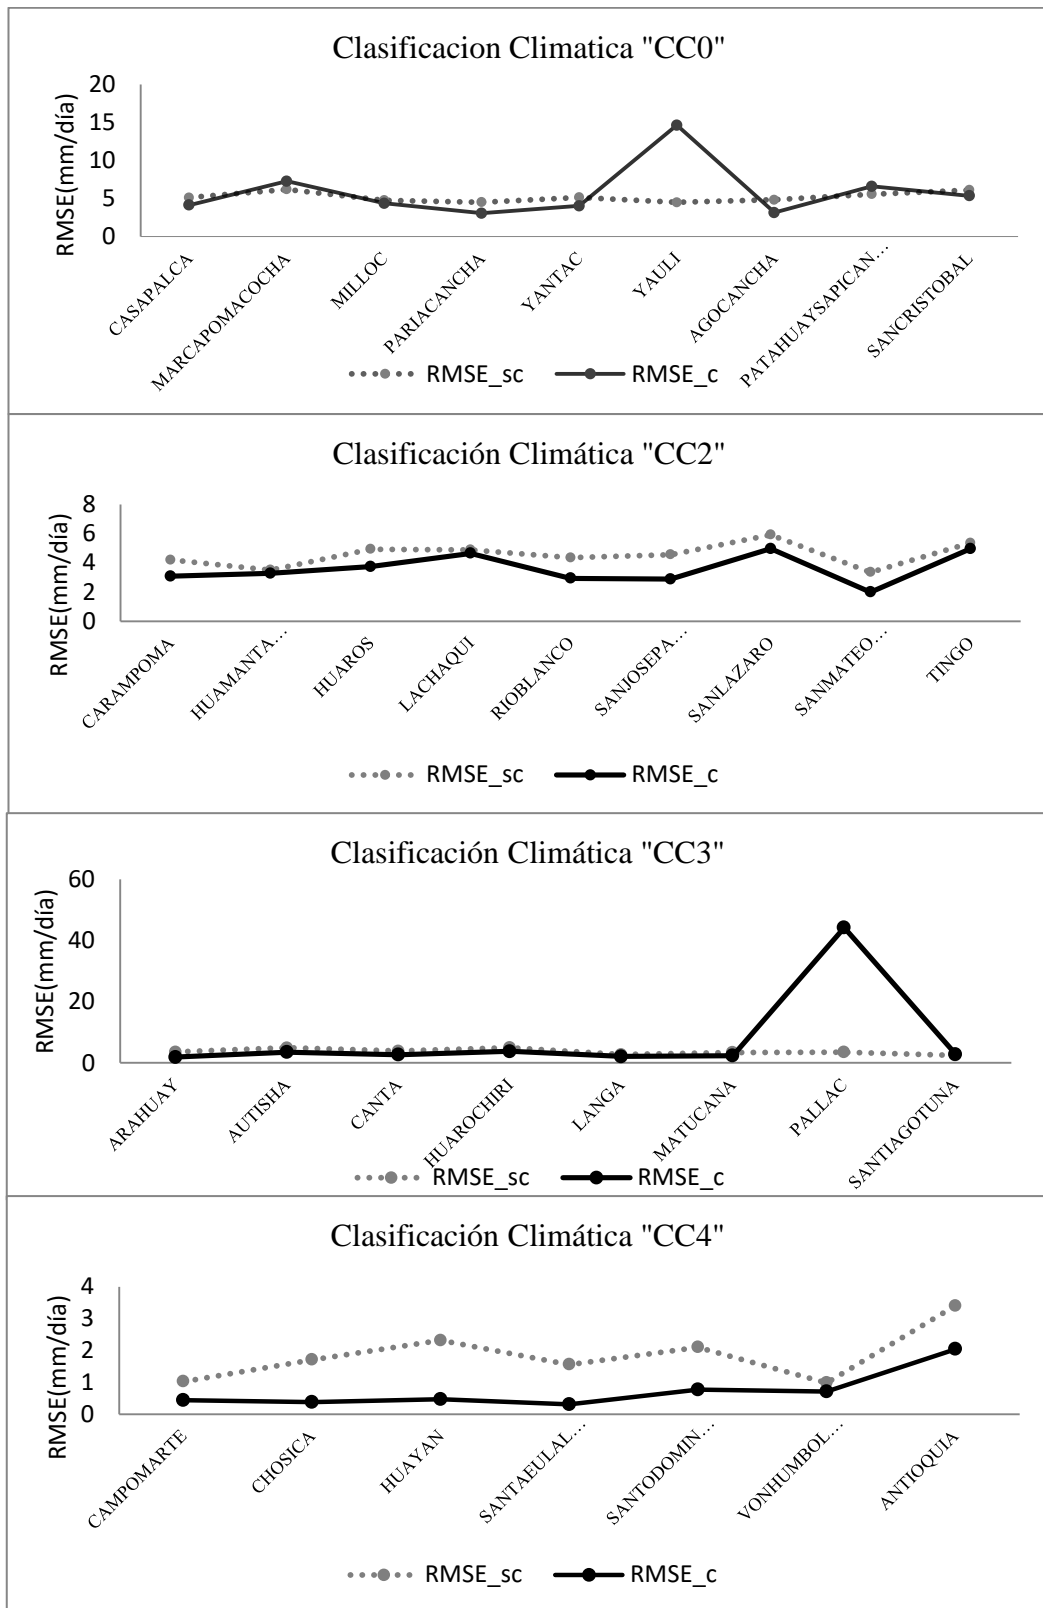 Clasificacion Climatica "CC0"
RMSE(mm/día)
20
15
10
5
0
CASAPALCA
MARCAPOMACOCHA
MILLOC
PARIACANCHA
YANTAC
YAULI
AGOCANCHA
PATAHUAYSAPICAN…
SANCRISTOBAL
RMSE_sc
RMSE_c
Clasificación Climática "CC2"
RMSE(mm/día)
8
6
4
2
0
CARAMPOMA
HUAMANTA…
HUAROS
LACHAQUI
RIOBLANCO
SANJOSEPA…
SANLAZARO
SANMATEO…
TINGO
RMSE_sc
RMSE_c
Clasificación Climática "CC3"
RMSE(mm/día)
60
40
20
0
ARAHUAY
AUTISHA
CANTA
HUAROCHIRI
LANGA
MATUCANA
PALLAC
SANTIAGOTUNA
RMSE_sc
RMSE_c
Clasificación Climática "CC4"
RMSE(mm/día)
4
3
2
1
0
CAMPOMARTE
CHOSICA
HUAYAN
SANTAEULAL…
SANTODOMIN…
VONHUMBOL…
ANTIOQUIA
RMSE_sc
RMSE_c